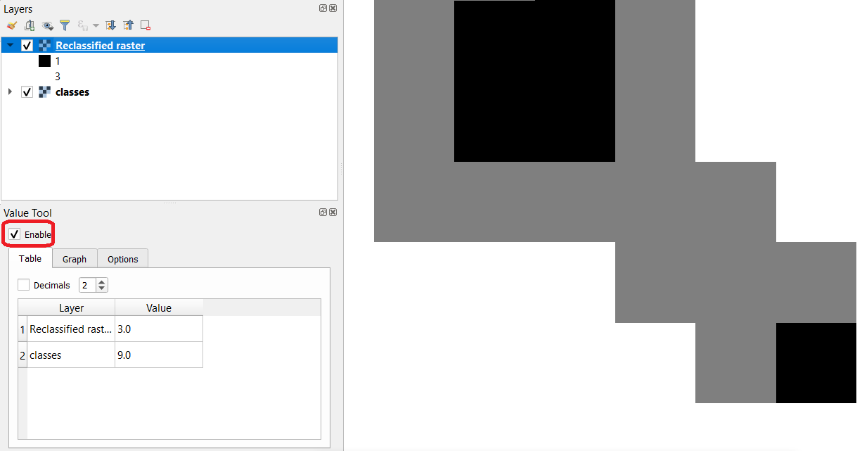 Layers
Reclassified raster
1
3
classes
Value Tool
Enable
Table Graph Options
Decimals 2
Layer Value
1 Reclassified rast... 3.0
2 classes 9.0